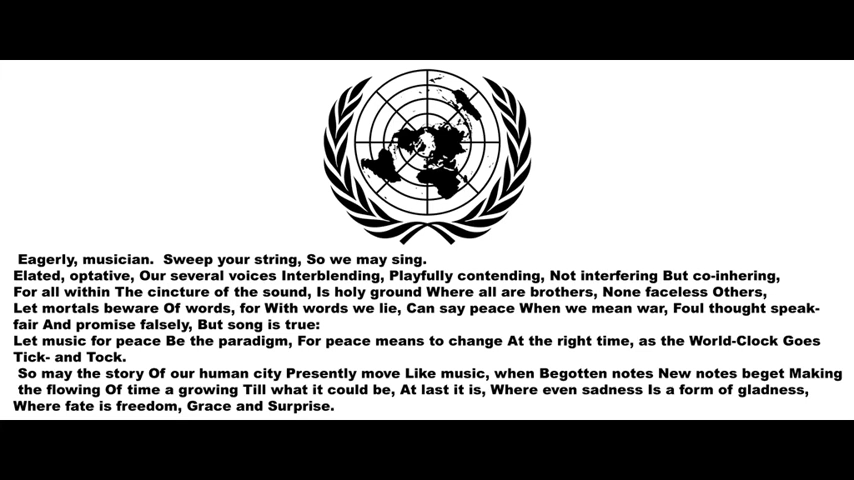 Eagerly, musician.  Sweep your string, So we may sing.
Elated, optative, Our several voices Interblending, Playfully contending, Not interfering But co-inhering,
For all within The cincture of the sound, Is holy ground Where all are brothers, None faceless Others,
Let mortals beware Of words, for With words we lie, Can say peace When we mean war, Foul thought speak-
fair And promise falsely, But song is true:
Let music for peace Be the paradigm, For peace means to change At the right time, as the World-Clock Goes
Tick- and Tock.
So may the story Of our human city Presently move Like music, when Begotten notes New notes beget Making
the flowing Of time a growing Till what it could be, At last it is, Where even sadness Is a form of gladness,
Where fate is freedom, Grace and Surprise.